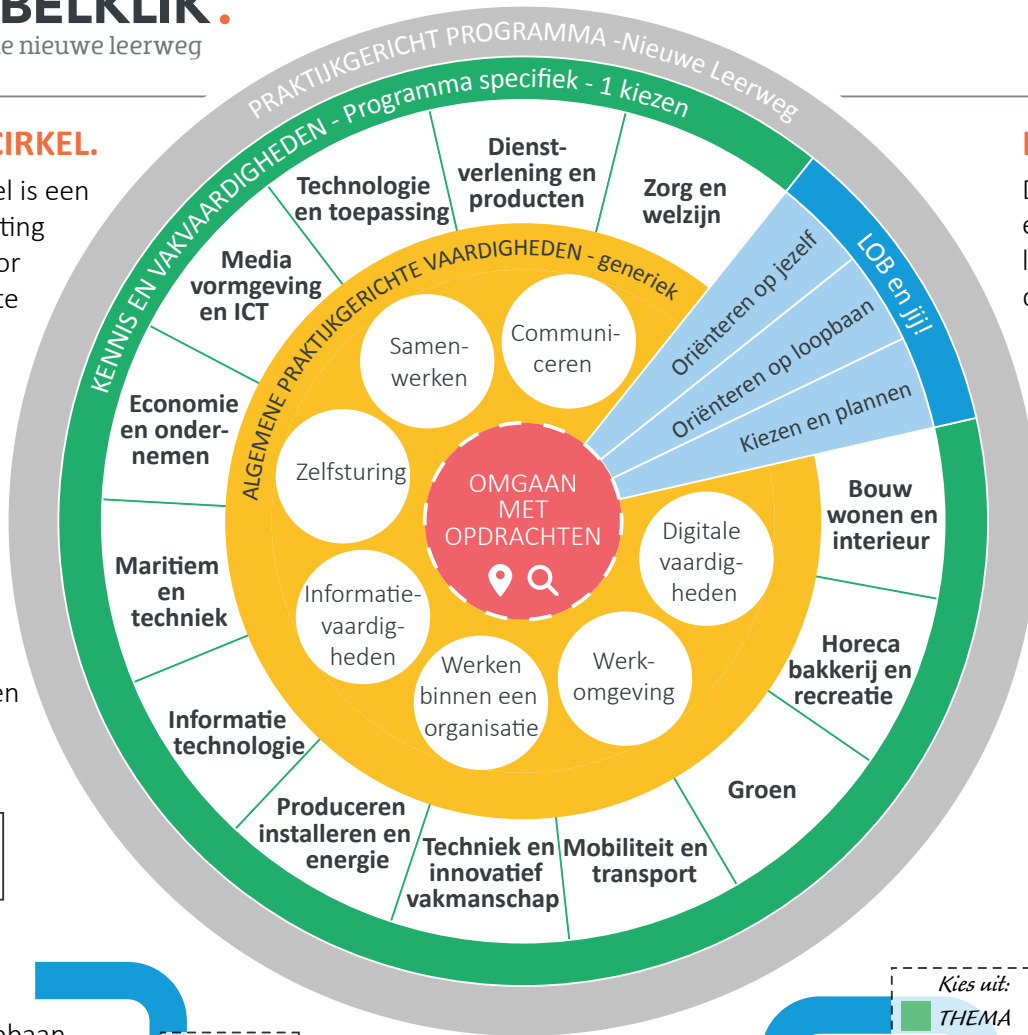 BELKLIK.
e nieuwe leerweg
CIRKEL.
el is een
ting
or
te
en
PRAKTIJKGERICHT PROGRAMMA -Nieuwe Leerweg
KENNIS EN VAKVAARDIGHEDEN - Programma specifiek - 1 kiezen
LOB en jij!
Oriënteren op jezelf
Oriënteren op loopbaan
Kiezen en plannen
Dienst-
verlening en
producten
Zorg en
welzijn
Technologie
en toepassing
Media
vormgeving
en ICT
Economie
en onder-
nemen
Maritiem
en
techniek
Informatie
technologie
Produceren
installeren en
energie
Techniek en
innovatief
vakmanschap
Mobiliteit en
transport
Groen
Horeca
bakkerij en
recreatie
Bouw
wonen en
interieur
ALGEMENE PRAKTIJKGERICHTE VAARDIGHEDEN - generiek
Communi-
ceren
Samen-
werken
Zelfsturing
Informatie-
vaardig-
heden
Werken
binnen een
organisatie
Werk-
omgeving
Digitale
vaardig-
heden
OMGAAN
MET
OPDRACHTEN
Kies uit:
THEMA